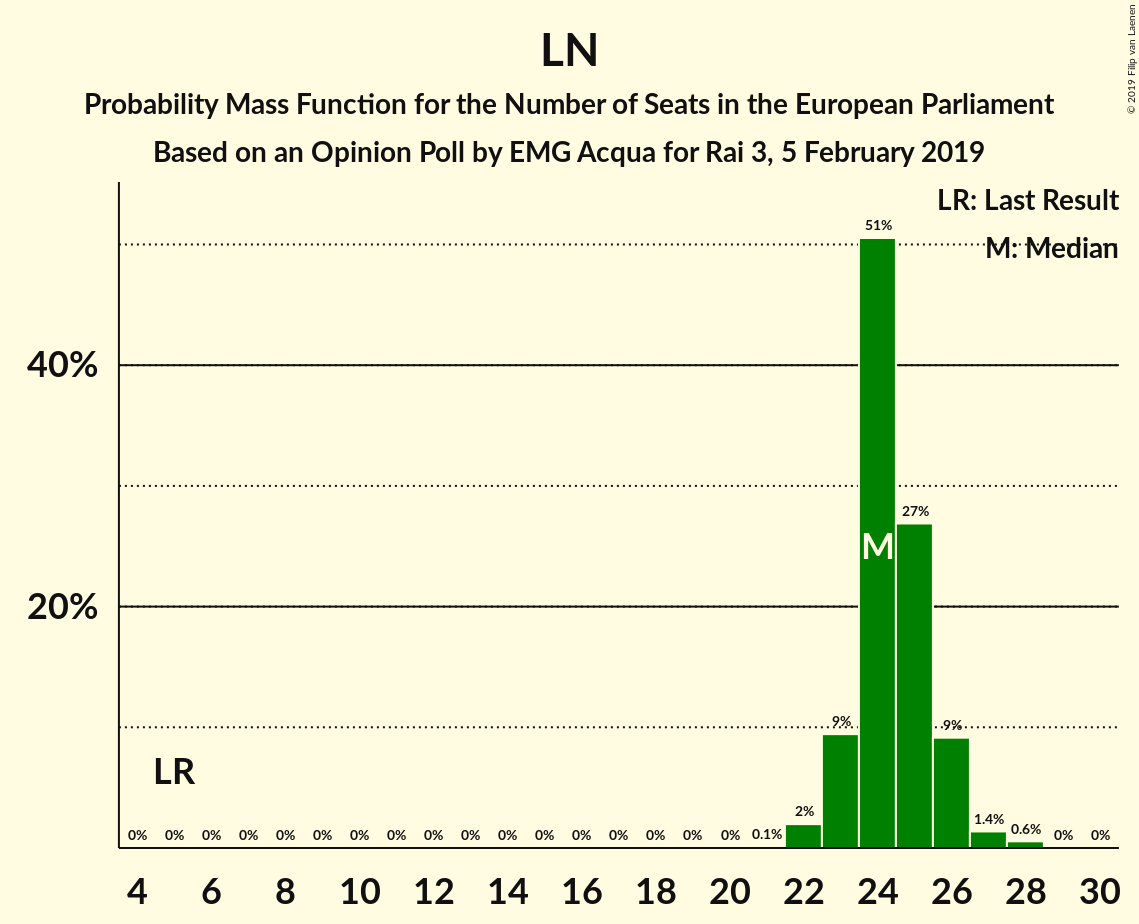 LN
Probability Mass Function for the Number of Seats in the European Parliament
Based on an Opinion Poll by EMG Acqua for Rai 3, 5 February 2019
© 2019 Filip van Laenen
LR: Last Result
M: Median
51%
40%
27%
M
20%
9%
9%
LR
2%
1.4%
0.6%
0% 0% 0% 0% 0% 0% 0% 0% 0% 0% 0% 0% 0% 0% 0% 0% 0% 0.1% 0% 0%
4 6 8 10 12 14 16 18 20 22 24 26 28 30